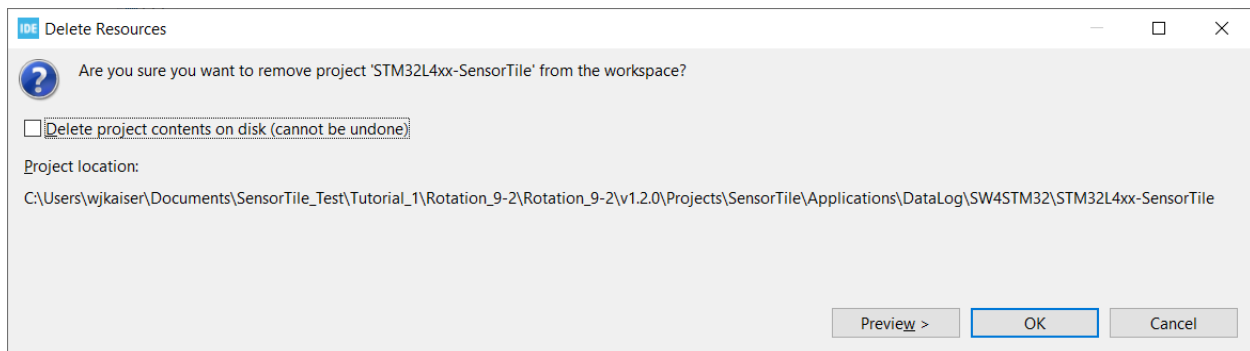 IDE Delete Resources
Are you sure you want to remove project 'STM32L4xx-SensorTile' from the workspace?
Delete project contents on disk (cannot be undone)
Project location:
C:\Users\wjkaiser\Documents\SensorTile_Test\Tutorial_1\Rotation_9-2\Rotation_9-2\v1.2.0\Projects\SensorTile\Applications\DataLog\SW4STM32\STM32L4xx-SensorTile
Preview > OK Cancel